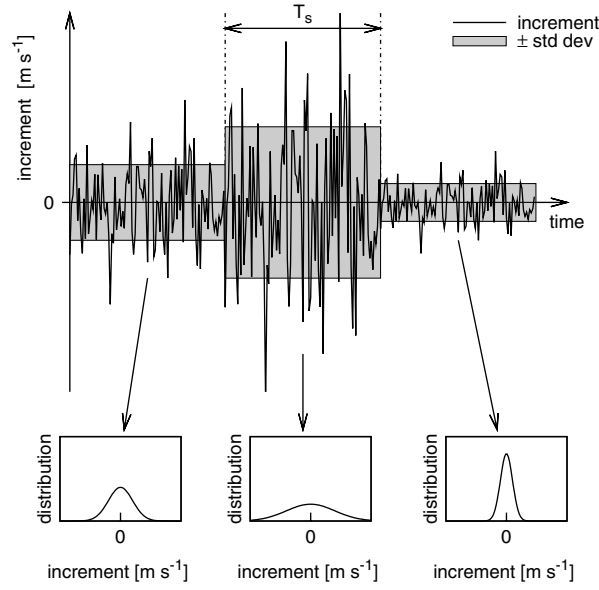 T_s
increment
± std dev
increment [m s⁻¹]
0
time
distribution
distribution
distribution
0
0
0
increment [m s⁻¹]
increment [m s⁻¹]
increment [m s⁻¹]